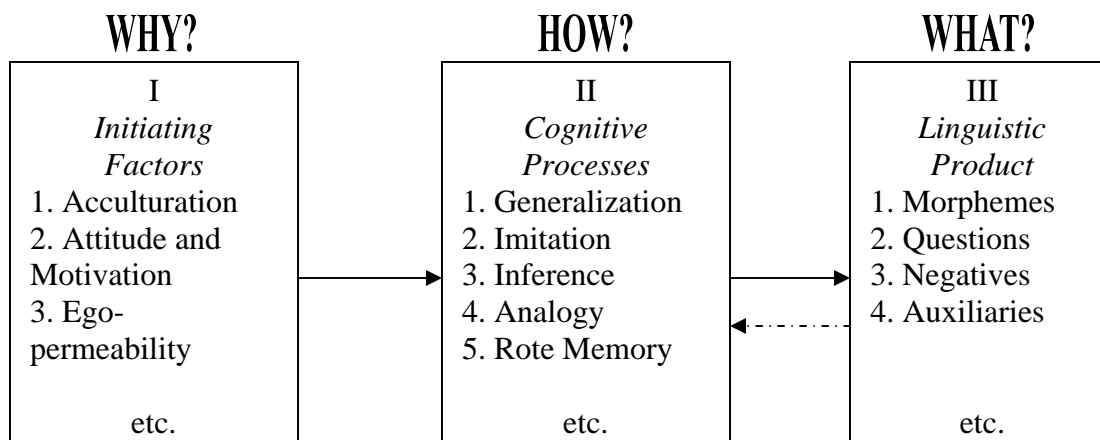 WHY?
HOW?
WHAT?
I
Initiating
Factors
1. Acculturation
2. Attitude and
Motivation
3. Ego-
permeability
etc.
II
Cognitive
Processes
1. Generalization
2. Imitation
3. Inference
4. Analogy
5. Rote Memory
etc.
III
Linguistic
Product
1. Morphemes
2. Questions
3. Negatives
4. Auxiliaries
etc.